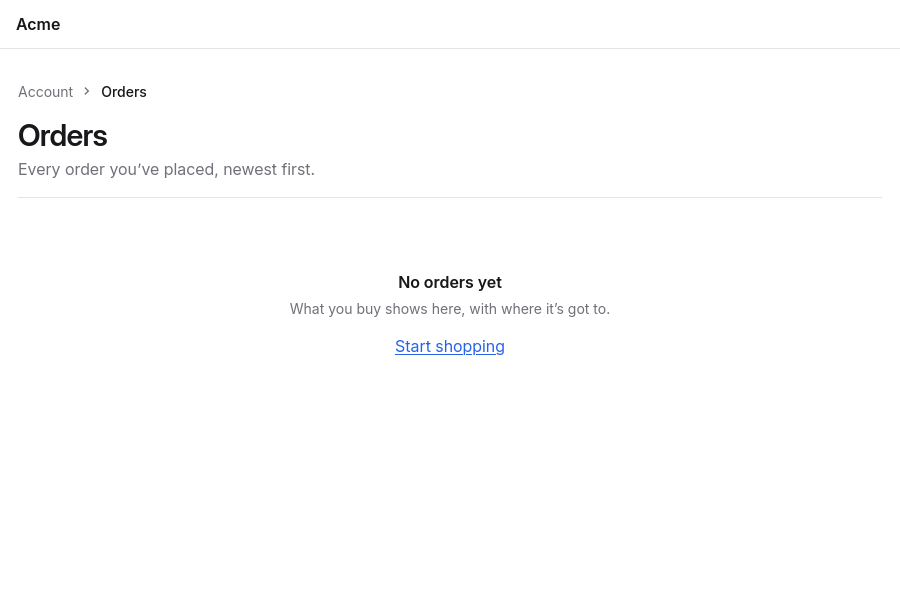 Acme
Account > Orders
Orders
Every order you’ve placed, newest first.
No orders yet
What you buy shows here, with where it’s got to.
Start shopping